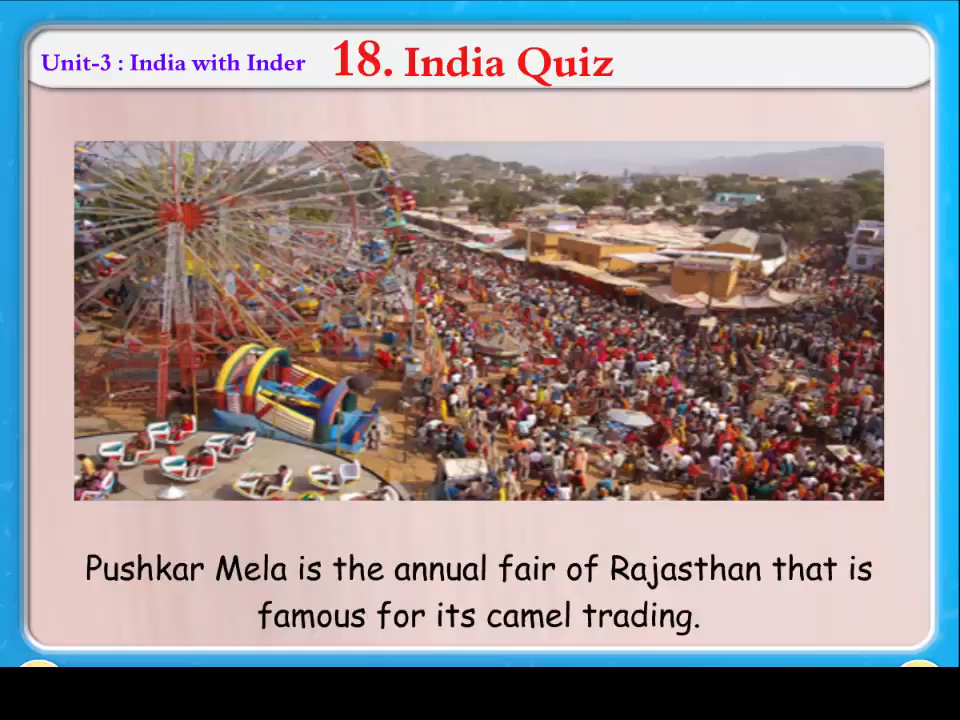 Unit-3 : India with Inder
18. India Quiz
Pushkar Mela is the annual fair of Rajasthan that is
famous for its camel trading.